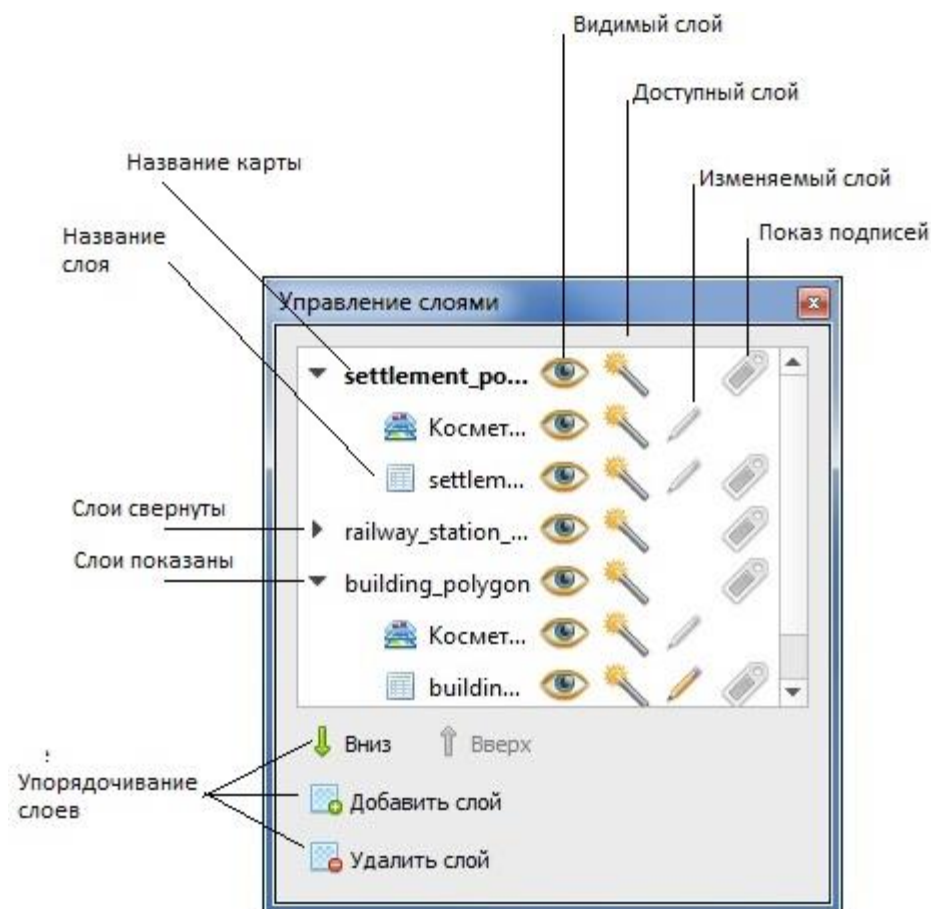 Видимый слой
Доступный слой
Название карты
Изменяемый слой
Название
слоя
Показ подписей
Управление слоями
settlement_po...
Космет...
settlem...
Слои свернуты
railway_station_...
Слои показаны
building_polygon
Космет...
buildin...
Вниз
Вверх
:
Упорядочивание
слоев
Добавить слой
Удалить слой